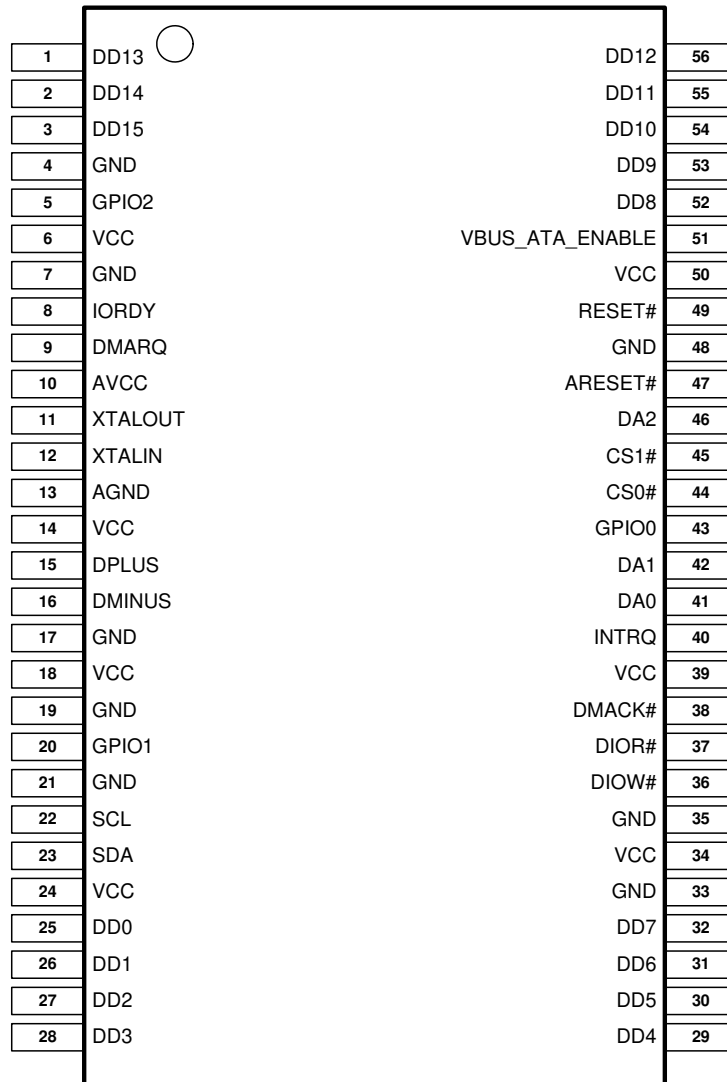 1 DD13 DD12 56
2 DD14 DD11 55
3 DD15 DD10 54
4 GND DD9 53
5 GPIO2 DD8 52
6 VCC VBUS_ATA_ENABLE 51
7 GND VCC 50
8 IORDY RESET# 49
9 DMARQ GND 48
10 AVCC ARESET# 47
11 XTALOUT DA2 46
12 XTALIN CS1# 45
13 AGND CS0# 44
14 VCC GPIO0 43
15 DPLUS DA1 42
16 DMINUS DA0 41
17 GND INTRQ 40
18 VCC VCC 39
19 GND DMACK# 38
20 GPIO1 DIOR# 37
21 GND DIOW# 36
22 SCL GND 35
23 SDA VCC 34
24 VCC GND 33
25 DD0 DD7 32
26 DD1 DD6 31
27 DD2 DD5 30
28 DD3 DD4 29